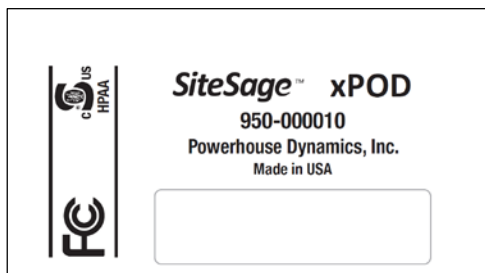 SiteSage™ xPOD
950-000010
Powerhouse Dynamics, Inc.
Made in USA
C US
HPAA
FC